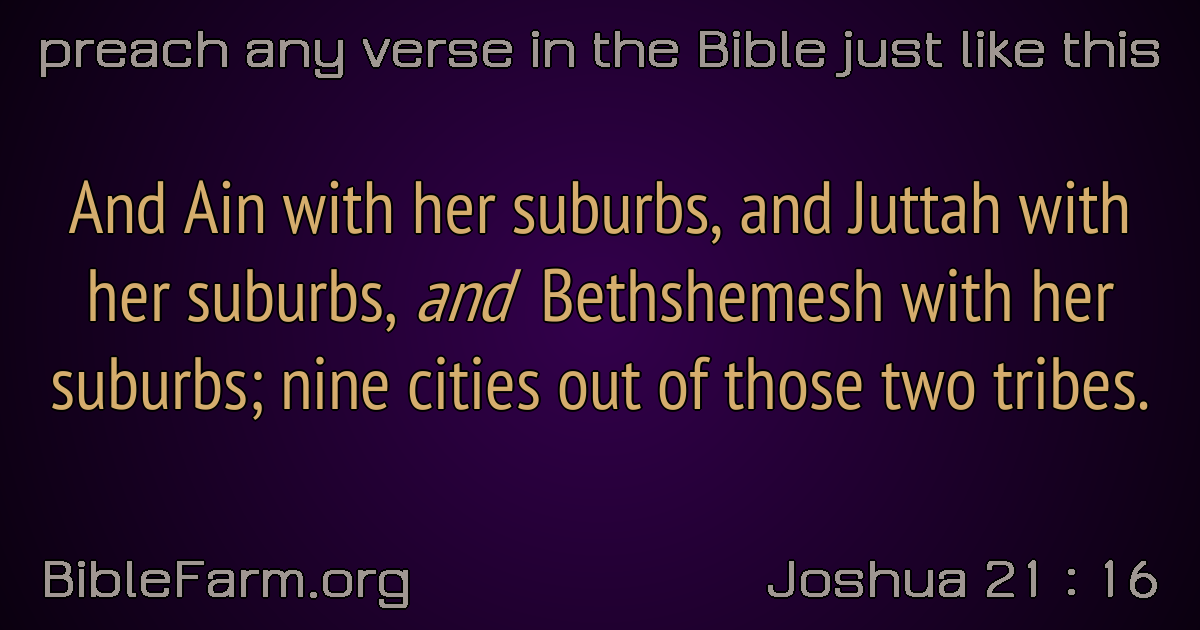 preach any verse in the Bible just like this
And Ain with her suburbs, and Juttah with
her suburbs, and Bethshemesh with her
suburbs; nine cities out of those two tribes.
BibleFarm.org
Joshua 21 : 16